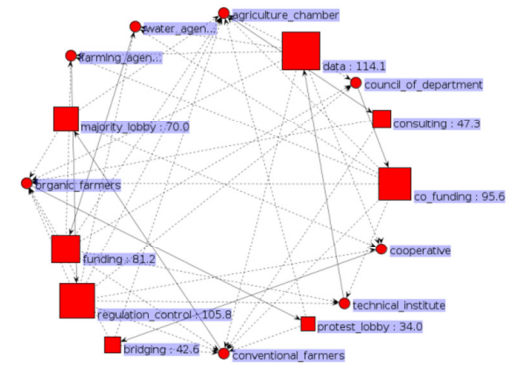 agriculture_chamber
water_agen...
farming_agen...
data : 114.1
council_of_department
consulting : 47.3
majority_lobby : 70.0
organic_farmers
co_funding : 95.6
cooperative
funding : 81.2
technical_institute
regulation_control : 105.8
protest_lobby : 34.0
bridging : 42.6
conventional_farmers